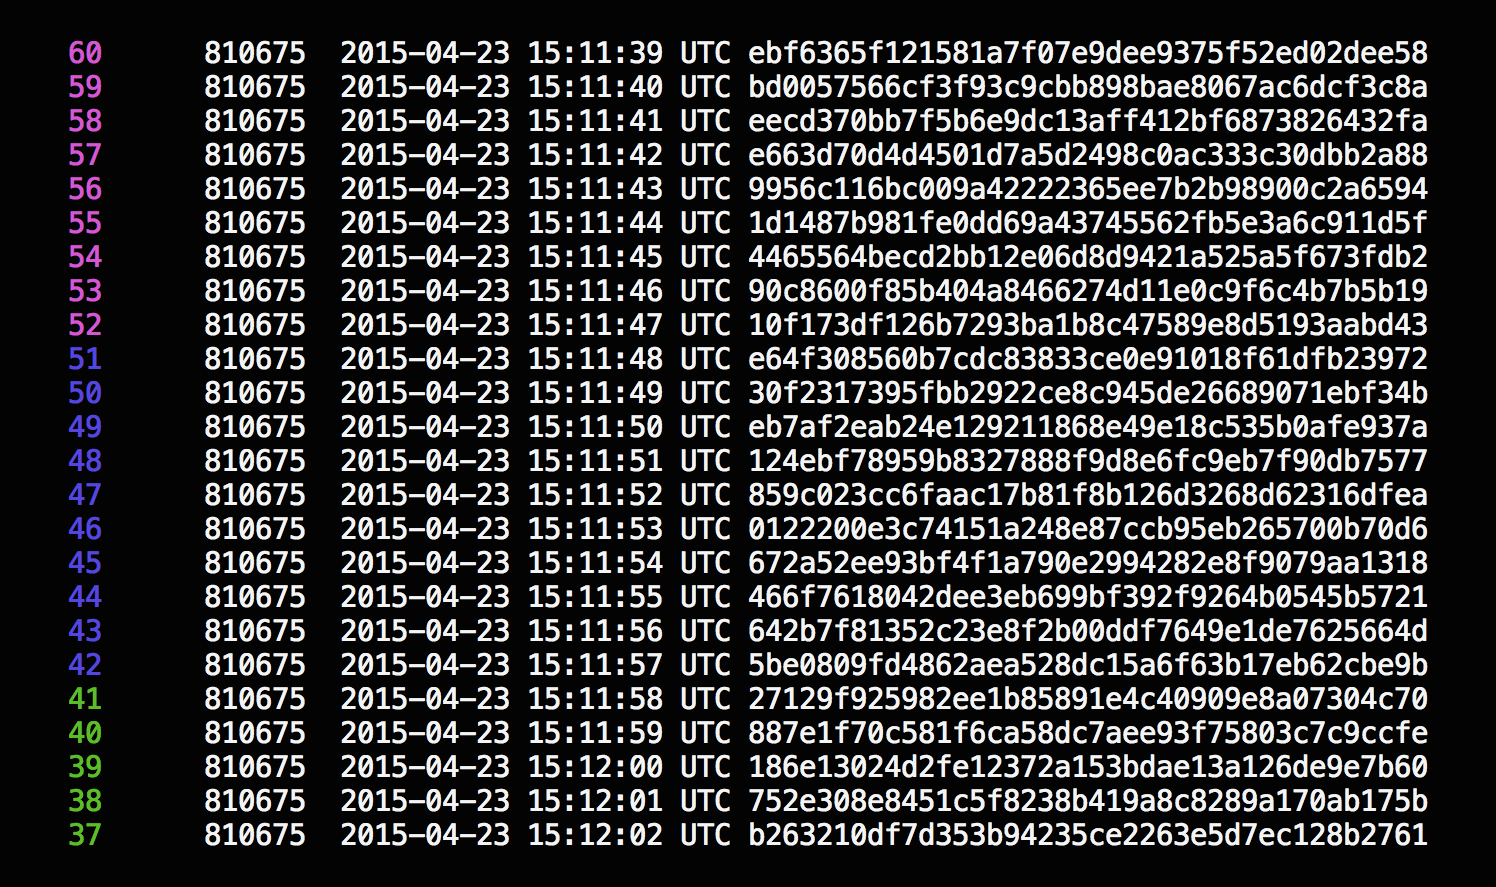 60 810675 2015-04-23 15:11:39 UTC ebf6365f121581a7f07e9dee9375f52ed02dee58
59 810675 2015-04-23 15:11:40 UTC bd0057566cf3f93c9cbb898bae8067ac6dcf3c8a
58 810675 2015-04-23 15:11:41 UTC eecd370bb7f5b6e9dc13aff412bf6873826432fa
57 810675 2015-04-23 15:11:42 UTC e663d70d4d4501d7a5d2498c0ac333c30dbb2a88
56 810675 2015-04-23 15:11:43 UTC 9956c116bc009a42222365ee7b2b98900c2a6594
55 810675 2015-04-23 15:11:44 UTC 1d1487b981fe0dd69a43745562fb5e3a6c911d5f
54 810675 2015-04-23 15:11:45 UTC 4465564becd2bb12e06d8d9421a525a5f673fdb2
53 810675 2015-04-23 15:11:46 UTC 90c8600f85b404a8466274d11e0c9f6c4b7b5b19
52 810675 2015-04-23 15:11:47 UTC 10f173df126b7293ba1b8c47589e8d5193aabd43
51 810675 2015-04-23 15:11:48 UTC e64f308560b7cdc83833ce0e91018f61dfb23972
50 810675 2015-04-23 15:11:49 UTC 30f2317395fbb2922ce8c945de26689071ebf34b
49 810675 2015-04-23 15:11:50 UTC eb7af2eab24e129211868e49e18c535b0afe937a
48 810675 2015-04-23 15:11:51 UTC 124ebf78959b8327888f9d8e6fc9eb7f90db7577
47 810675 2015-04-23 15:11:52 UTC 859c023cc6faac17b81f8b126d3268d62316dfea
46 810675 2015-04-23 15:11:53 UTC 0122200e3c74151a248e87ccb95eb265700b70d6
45 810675 2015-04-23 15:11:54 UTC 672a52ee93bf4f1a790e2994282e8f9079aa1318
44 810675 2015-04-23 15:11:55 UTC 466f7618042dee3eb699bf392f9264b0545b5721
43 810675 2015-04-23 15:11:56 UTC 642b7f81352c23e8f2b00ddf7649e1de7625664d
42 810675 2015-04-23 15:11:57 UTC 5be0809fd4862aea528dc15a6f63b17eb62cbe9b
41 810675 2015-04-23 15:11:58 UTC 27129f925982ee1b85891e4c40909e8a07304c70
40 810675 2015-04-23 15:11:59 UTC 887e1f70c581f6ca58dc7aee93f75803c7c9ccfe
39 810675 2015-04-23 15:12:00 UTC 186e13024d2fe12372a153bdae13a126de9e7b60
38 810675 2015-04-23 15:12:01 UTC 752e308e8451c5f8238b419a8c8289a170ab175b
37 810675 2015-04-23 15:12:02 UTC b263210df7d353b94235ce2263e5d7ec128b2761